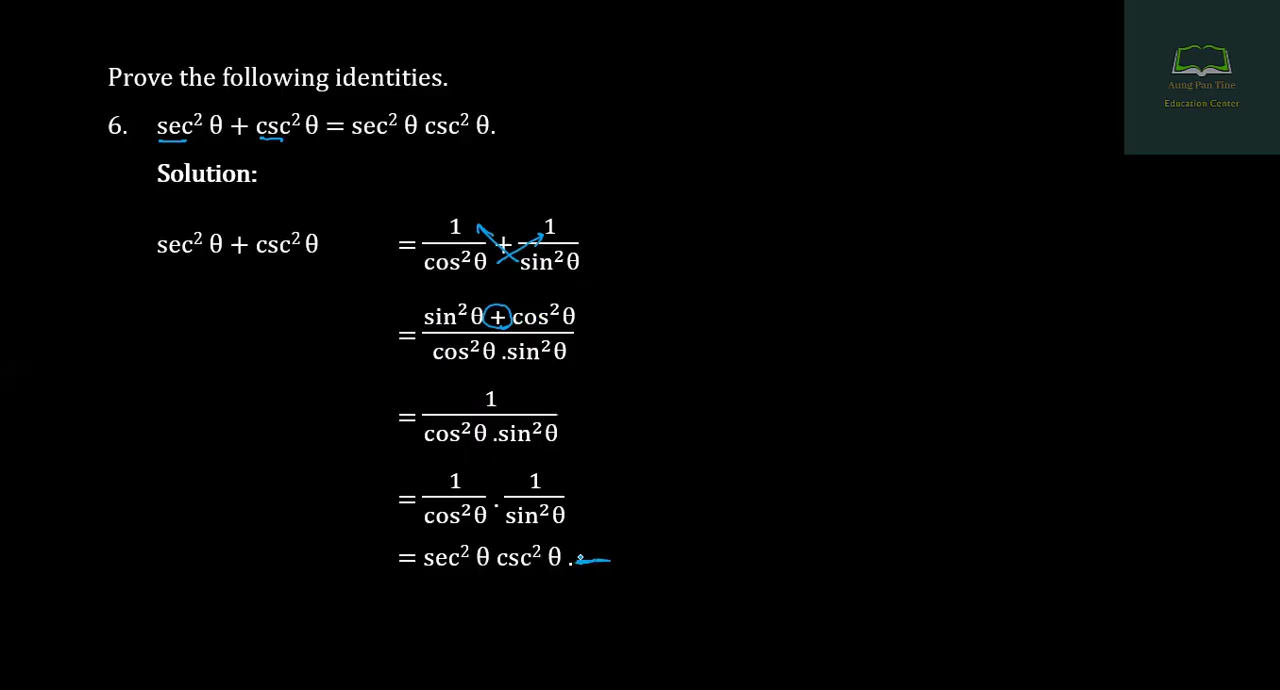 Aung Pan Tine
Education Center
Prove the following identities.
6. sec² θ + csc² θ = sec² θ csc² θ.
Solution:
sec² θ + csc² θ = 1/cos²θ + 1/sin²θ
= sin²θ + cos²θ / cos²θ .sin²θ
= 1 / cos²θ .sin²θ
= 1/cos²θ . 1/sin²θ
= sec² θ csc² θ .